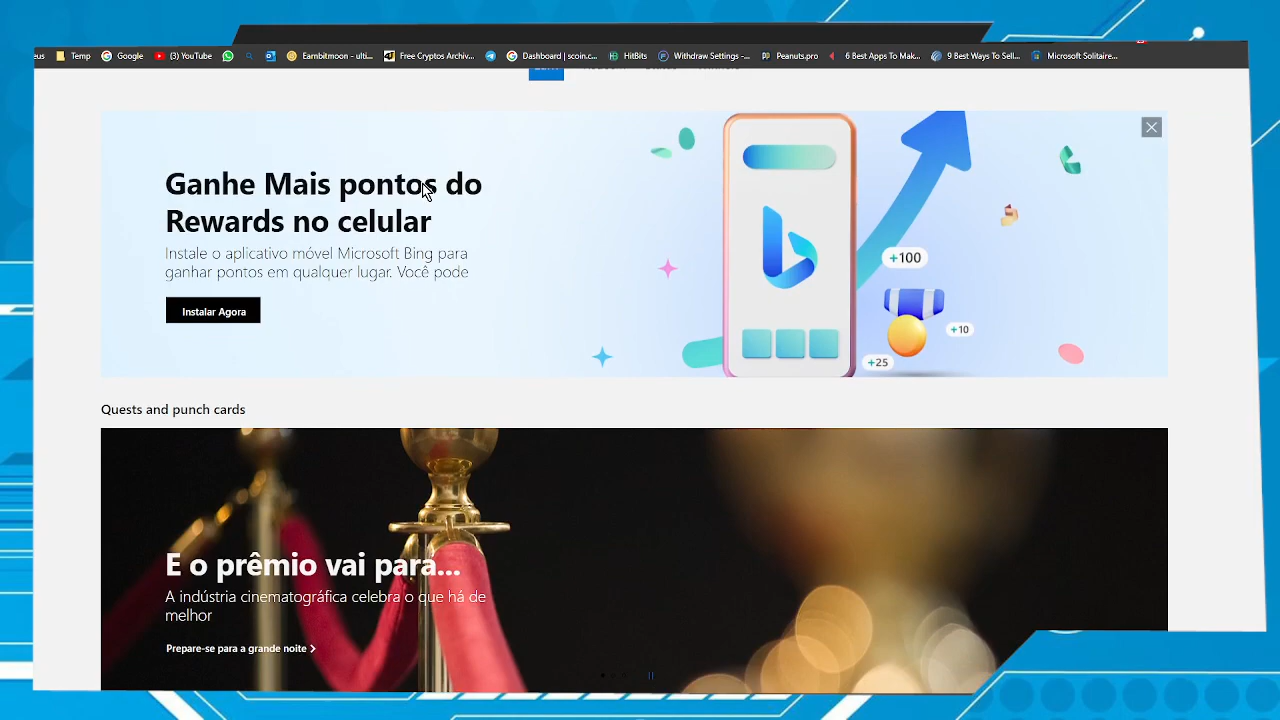 eus
Temp
Google
(3) YouTube
Earnbitmoon - ulti...
Free Cryptos Archiv...
Dashboard | scoin.c...
HitBits
Withdraw Settings -...
Peanuts.pro
6 Best Apps To Mak...
9 Best Ways To Sell...
Microsoft Solitaire...
Ganhe Mais pontos do
Rewards no celular
Instale o aplicativo móvel Microsoft Bing para
ganhar pontos em qualquer lugar. Você pode
Instalar Agora
+100
+10
+25
Quests and punch cards
E o prêmio vai para...
A indústria cinematográfica celebra o que há de
melhor
Prepare-se para a grande noite